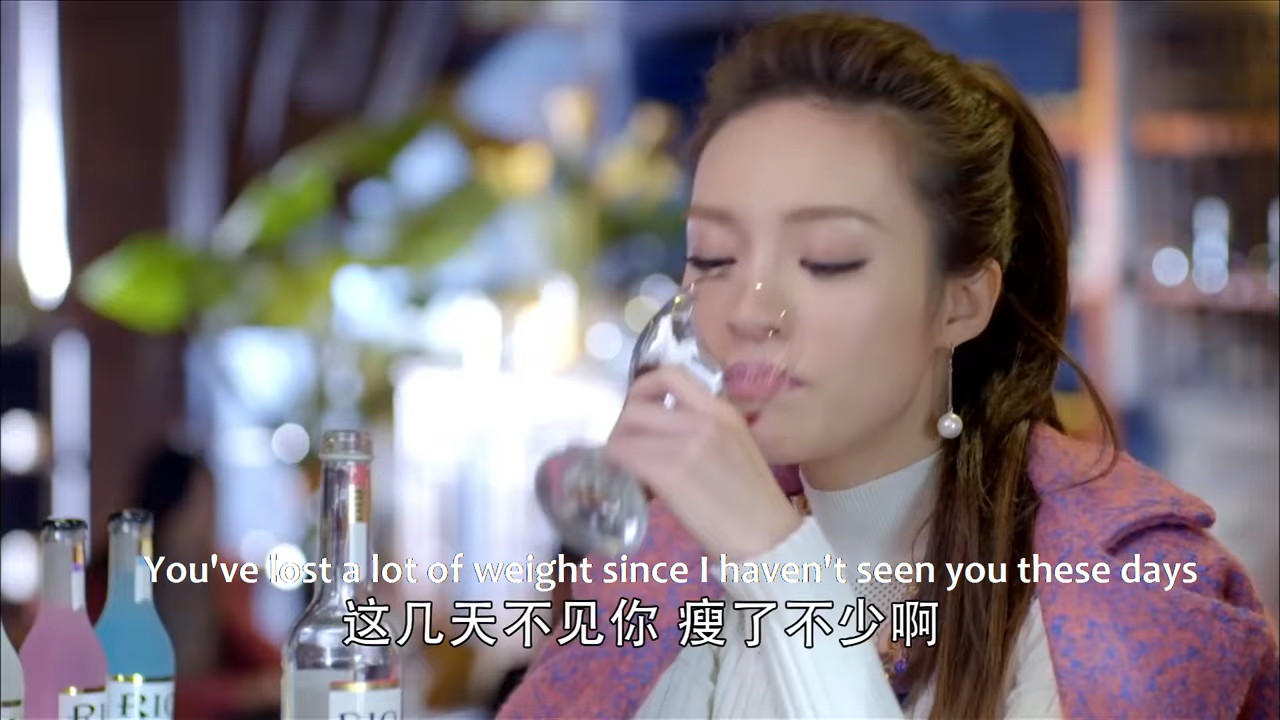 You've lost a lot of weight since I haven't seen you these days
这几天不见你 瘦了不少啊
RIO